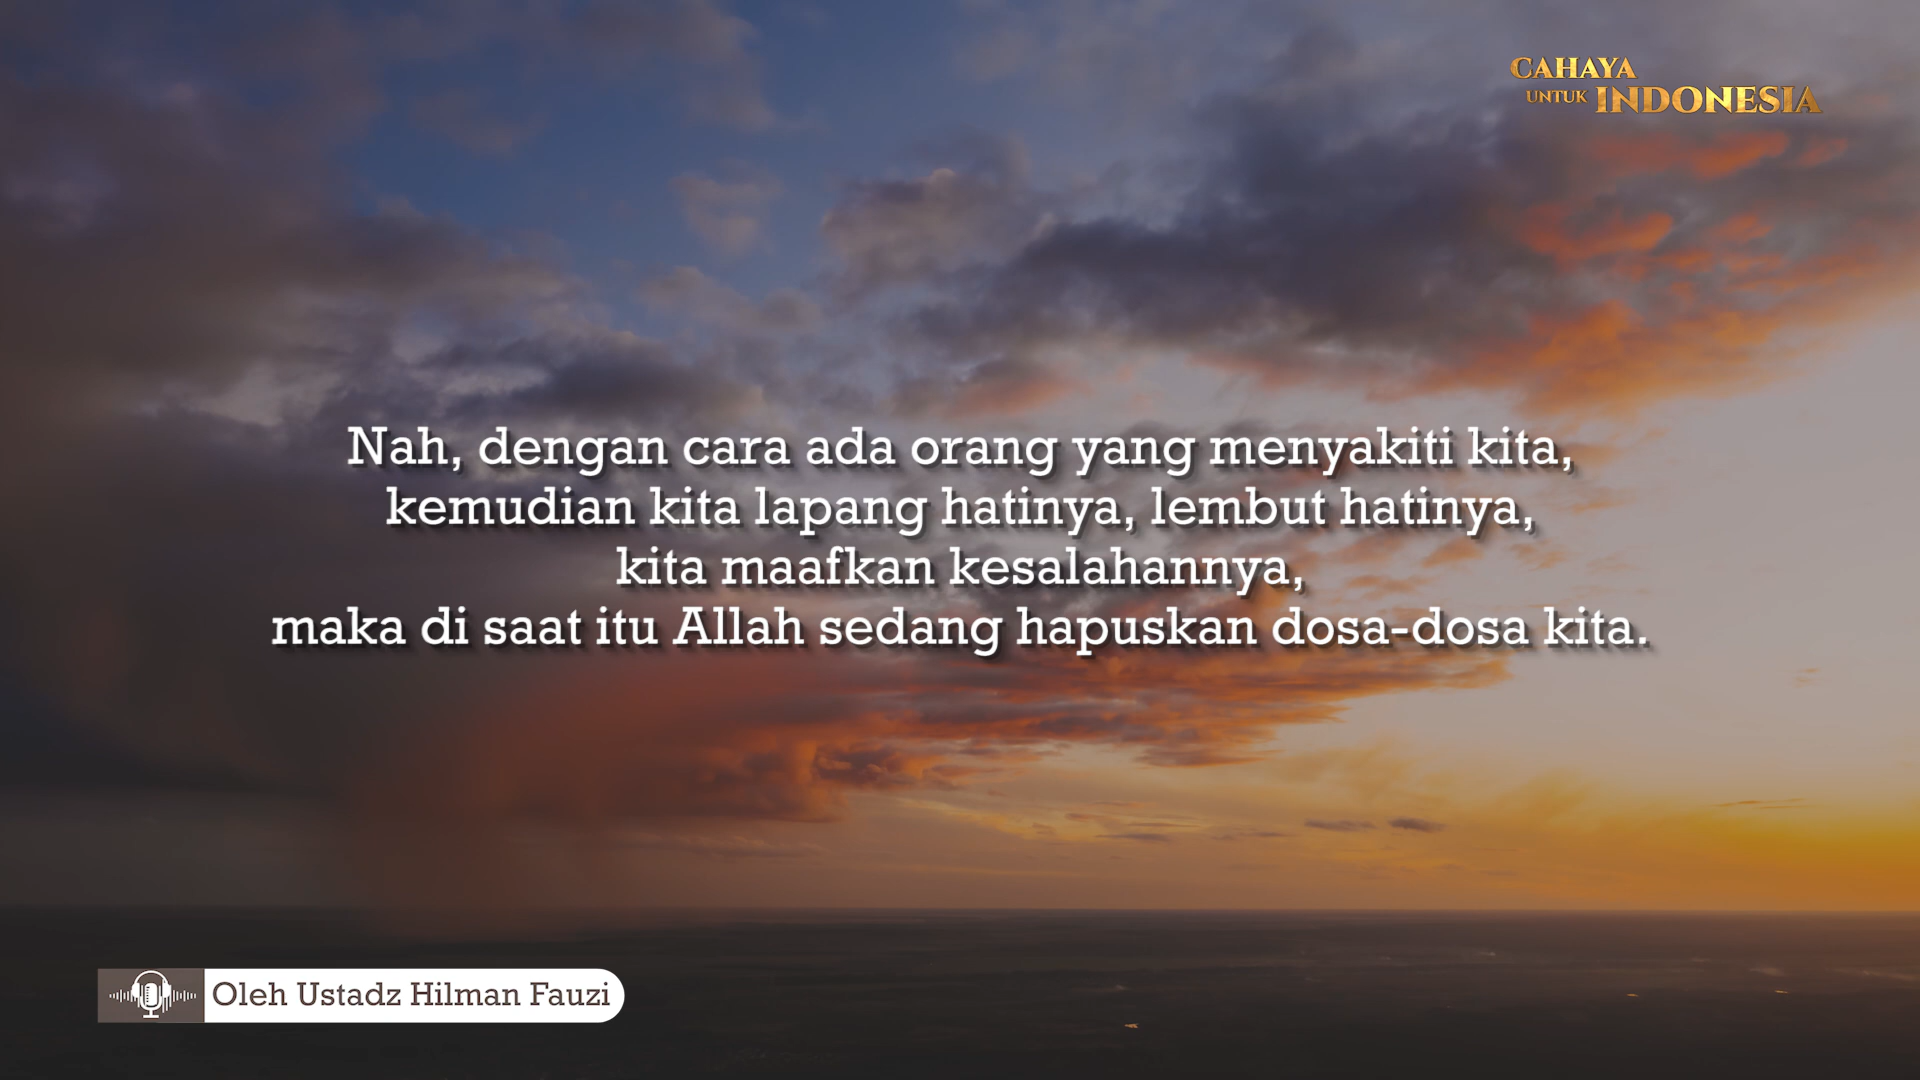 CAHAYA
UNTUK INDONESIA
Nah, dengan cara ada orang yang menyakiti kita,
kemudian kita lapang hatinya, lembut hatinya,
kita maafkan kesalahannya,
maka di saat itu Allah sedang hapuskan dosa-dosa kita.
Oleh Ustadz Hilman Fauzi